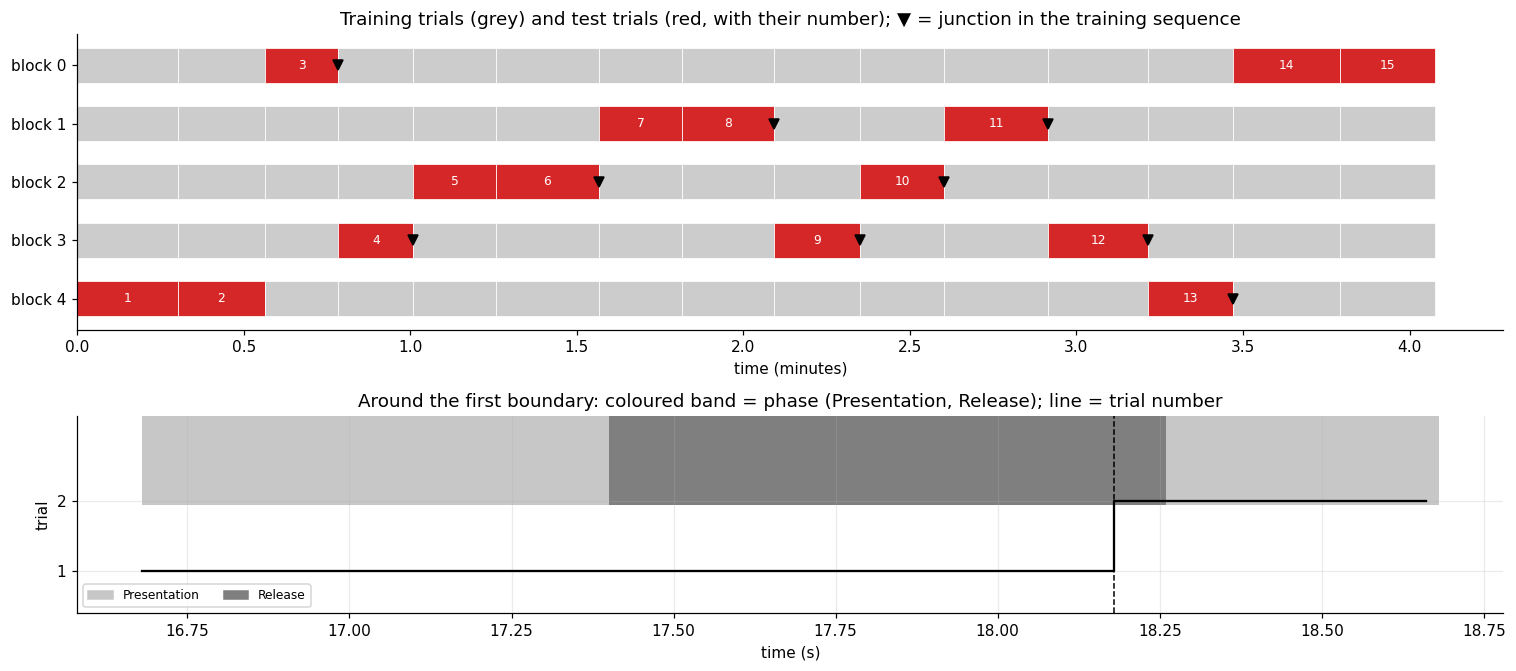 Training trials (grey) and test trials (red, with their number); ▼ = junction in the training sequence
block 0
3
14
15
block 1
7
8
11
block 2
5
6
10
block 3
4
9
12
block 4
1
2
13
0.0 0.5 1.0 1.5 2.0 2.5 3.0 3.5 4.0
time (minutes)
Around the first boundary: coloured band = phase (Presentation, Release); line = trial number
trial
2
1
Presentation
Release
16.75 17.00 17.25 17.50 17.75 18.00 18.25 18.50 18.75
time (s)